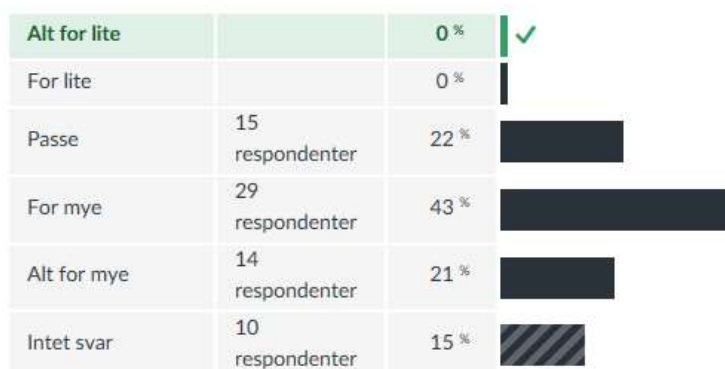 Alt for lite 0 %
For lite 0 %
Passe 15 respondenter 22 %
For mye 29 respondenter 43 %
Alt for mye 14 respondenter 21 %
Intet svar 10 respondenter 15 %